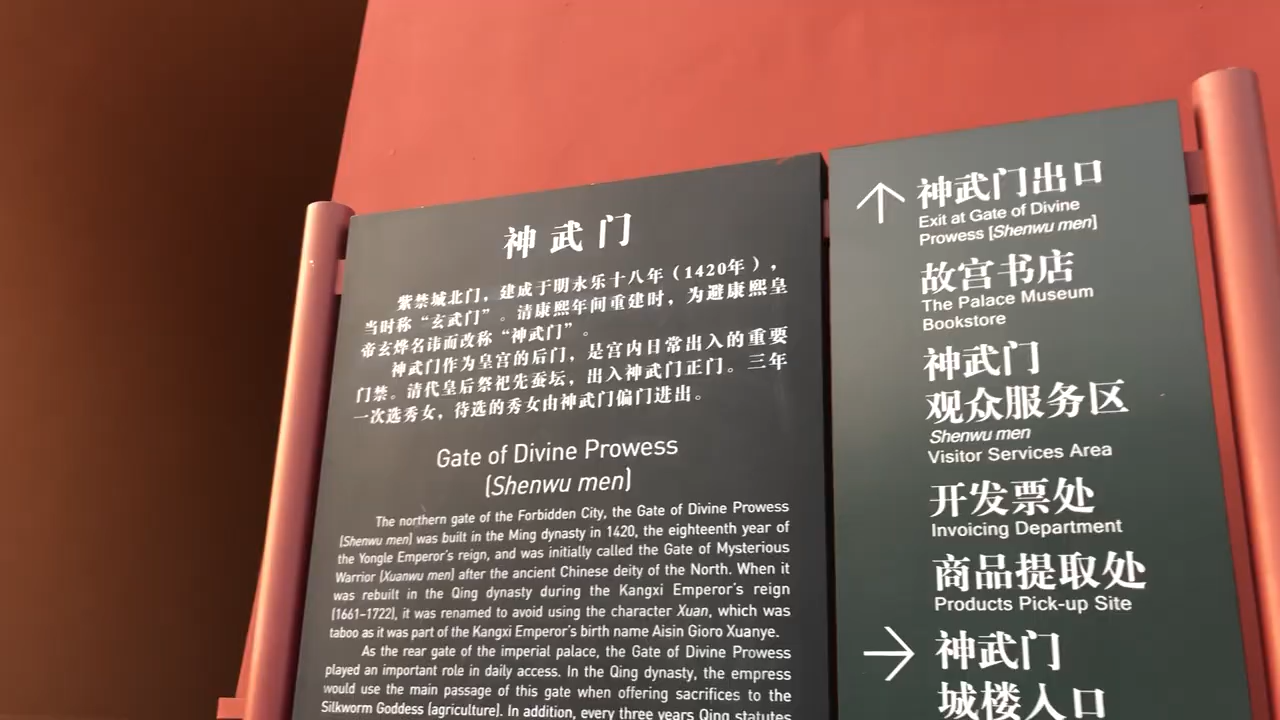 神武门
紫禁城北门，建成于明永乐十八年（1420年），
当时称“玄武门”。清康熙年间重建时，为避康熙皇
帝玄烨名讳而改称“神武门”。
神武门作为皇宫的后门，是宫内日常出入的重要
门禁。清代皇后祭祀先蚕坛，出入神武门正门。三年
一次选秀女，待选的秀女由神武门偏门进出。
Gate of Divine Prowess
(Shenwu men)
The northern gate of the Forbidden City, the Gate of Divine Prowess
(Shenwu men) was built in the Ming dynasty in 1420, the eighteenth year of
the Yongle Emperor's reign, and was initially called the Gate of Mysterious
Warrior (Xuanwu men) after the ancient Chinese deity of the North. When it
was rebuilt in the Qing dynasty during the Kangxi Emperor's reign
(1661–1722), it was renamed to avoid using the character Xuan, which was
taboo as it was part of the Kangxi Emperor's birth name Aisin Gioro Xuanye.
As the rear gate of the imperial palace, the Gate of Divine Prowess
played an important role in daily access. In the Qing dynasty, the empress
would use the main passage of this gate when offering sacrifices to the
Silkworm Goddess (agriculture). In addition, every three years Qing statutes
神武门出口
Exit at Gate of Divine
Prowess [Shenwu men]
故宫书店
The Palace Museum
Bookstore
神武门
观众服务区
Shenwu men
Visitor Services Area
开发票处
Invoicing Department
商品提取处
Products Pick-up Site
神武门
城楼入口